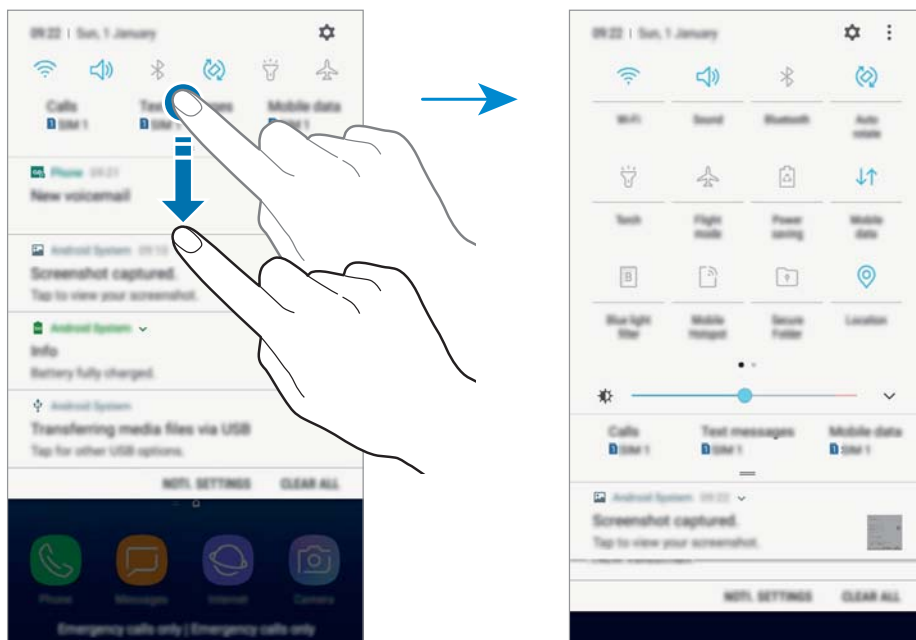 09:22 | Sun, 1 January
Calls
Mobile data
SIM 1
Phone 09:21
New voicemail
Android System 09:10
Screenshot captured.
Tap to view your screenshot.
Android System
Info
Battery fully charged.
Android System
Transferring media files via USB
Tap for other USB options.
NOTI. SETTINGS CLEAR ALL
Phone Messages Internet Camera
Emergency calls only | Emergency calls only
09:22 | Sun, 1 January
Wi-Fi Sound Bluetooth Auto
rotate
Torch Flight Power Mobile
mode saving data
B
Blue light Mobile Secure Location
filter Hotspot Folder
Calls Text messages Mobile data
1 SIM 1 1 SIM 1 1 SIM 1
Android System 09:22
Screenshot captured.
Tap to view your screenshot.
NOTI. SETTINGS CLEAR ALL